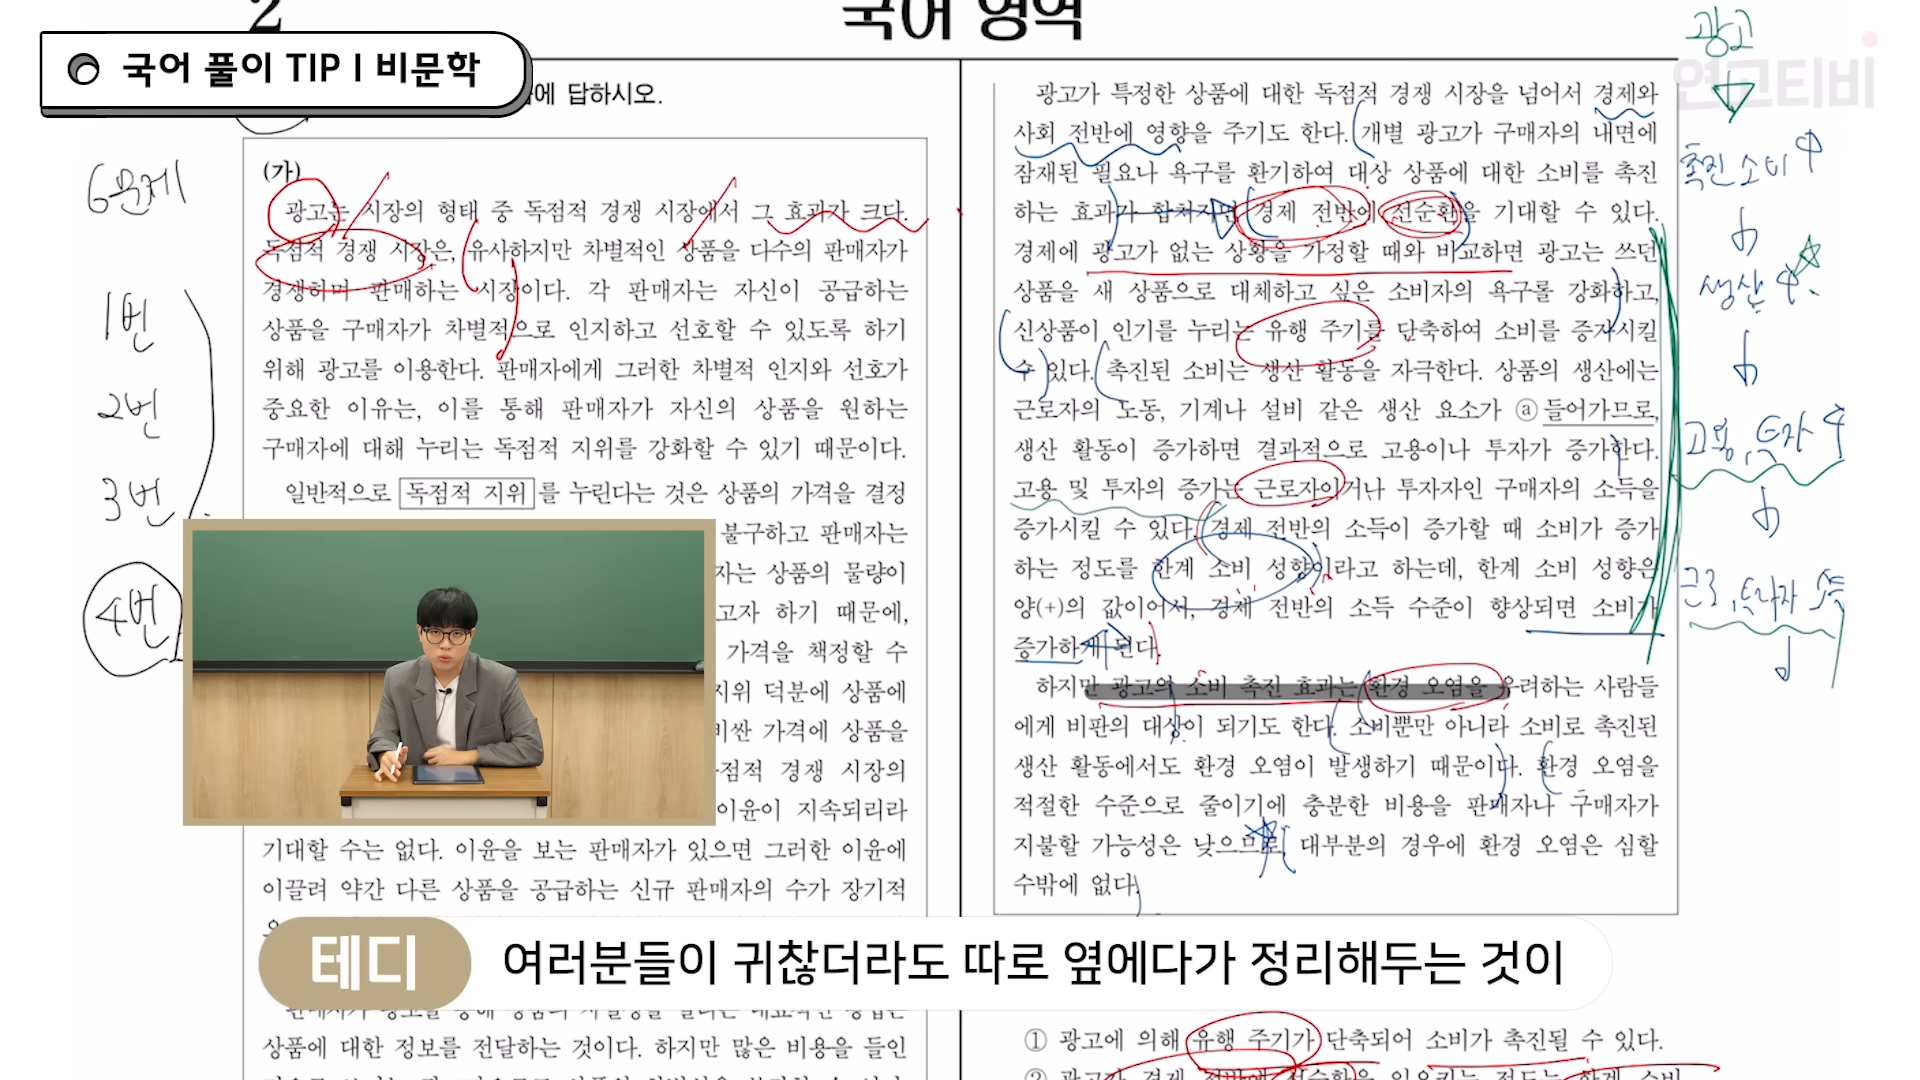 2
국어 영역
국어 풀이 TIP I 비문학
에 답하시오.
연고티비
6문제
1번
2번
3번
4번
(가)
광고는 시장의 형태 중 독점적 경쟁 시장에서 그 효과가 크다.
독점적 경쟁 시장은, 유사하지만 차별적인 상품을 다수의 판매자가
경쟁하며 판매하는 시장이다. 각 판매자는 자신이 공급하는
상품을 구매자가 차별적으로 인지하고 선호할 수 있도록 하기
위해 광고를 이용한다. 판매자에게 그러한 차별적 인지와 선호가
중요한 이유는, 이를 통해 판매자가 자신의 상품을 원하는
구매자에 대해 누리는 독점적 지위를 강화할 수 있기 때문이다.
일반적으로 독점적 지위 를 누린다는 것은 상품의 가격을 결정
불구하고 판매자는
자는 상품의 물량이
고자 하기 때문에,
가격을 책정할 수
지위 덕분에 상품에
비싼 가격에 상품을
점적 경쟁 시장의
이윤이 지속되리라
기대할 수는 없다. 이윤을 보는 판매자가 있으면 그러한 이윤에
이끌려 약간 다른 상품을 공급하는 신규 판매자의 수가 장기적
상품에 대한 정보를 전달하는 것이다. 하지만 많은 비용을 들인
광고가 특정한 상품에 대한 독점적 경쟁 시장을 넘어서 경제와
사회 전반에 영향을 주기도 한다. 개별 광고가 구매자의 내면에
잠재된 필요나 욕구를 환기하여 대상 상품에 대한 소비를 촉진
하는 효과가 합쳐지면 경제 전반에 선순환을 기대할 수 있다.
경제에 광고가 없는 상황을 가정할 때와 비교하면 광고는 쓰던
상품을 새 상품으로 대체하고 싶은 소비자의 욕구를 강화하고,
신상품이 인기를 누리는 유행 주기를 단축하여 소비를 증가시킬
수 있다. 촉진된 소비는 생산 활동을 자극한다. 상품의 생산에는
근로자의 노동, 기계나 설비 같은 생산 요소가 ⓐ 들어가므로,
생산 활동이 증가하면 결과적으로 고용이나 투자가 증가한다.
고용 및 투자의 증가는 근로자이거나 투자자인 구매자의 소득을
증가시킬 수 있다. 경제 전반의 소득이 증가할 때 소비가 증가
하는 정도를 한계 소비 성향이라고 하는데, 한계 소비 성향은
양(+)의 값이어서, 경제 전반의 소득 수준이 향상되면 소비가
증가하게 된다.
하지만 광고의 소비 촉진 효과는 환경 오염을 우려하는 사람들
에게 비판의 대상이 되기도 한다. 소비뿐만 아니라 소비로 촉진된
생산 활동에서도 환경 오염이 발생하기 때문이다. 환경 오염을
적절한 수준으로 줄이기에 충분한 비용을 판매자나 구매자가
지불할 가능성은 낮으므로, 대부분의 경우에 환경 오염은 심할
수밖에 없다.
① 광고에 의해 유행 주기가 단축되어 소비가 촉진될 수 있다.
광고
촉진 소비
생산
고용, 투자
근로, 투자자 소득
테디
여러분들이 귀찮더라도 따로 옆에다가 정리해두는 것이